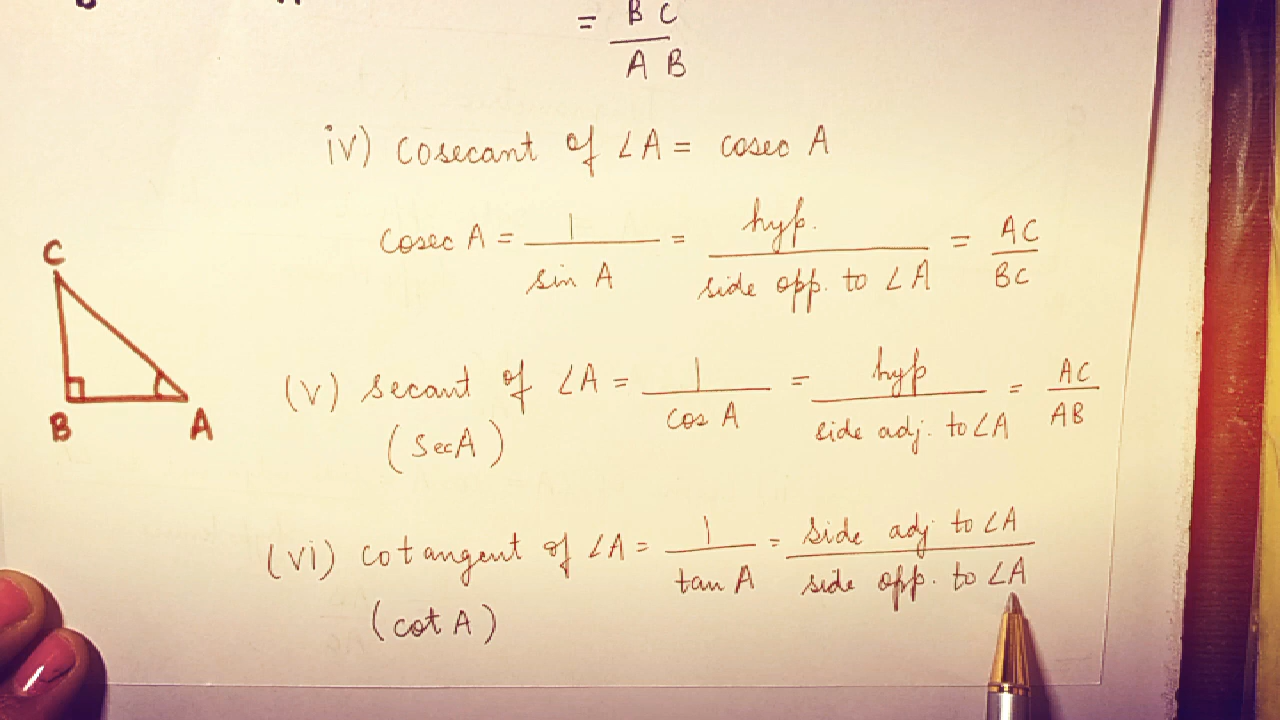 = BC / AB
iv) Cosecant of ∠A = cosec A
cosec A = 1 / sin A = hyp. / side opp. to ∠A = AC / BC
C
B
A
(v) secant of ∠A = 1 / cos A = hyp / side adj. to ∠A = AC / AB
(sec A)
(vi) cotangent of ∠A = 1 / tan A = side adj to ∠A / side opp. to ∠A
(cot A)